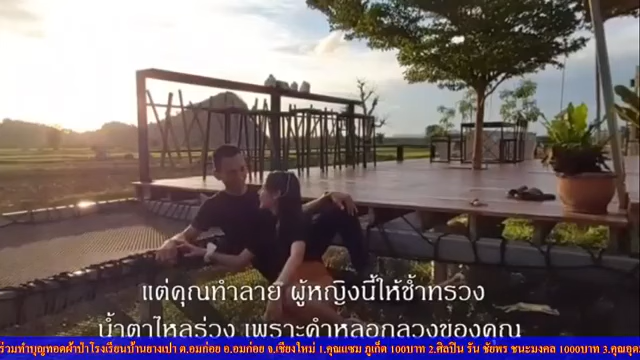 แต่คุณทำลาย ผู้หญิงนี้ให้ช้ำทรวง
น้ำตาไหลร่วง เพราะคำหลอกลวงของคุณ
ร่วมทำบุญทอดผ้าป่าโรงเรียนบ้านยางเปา ต.อมก๋อย อ.อมก๋อย จ.เชียงใหม่ 1.คุณแซม ภูเก็ต 100บาท 2.ศิลปิน รัน ชัยพร ชนะมงคล 1000บาท 3.คุณอุด